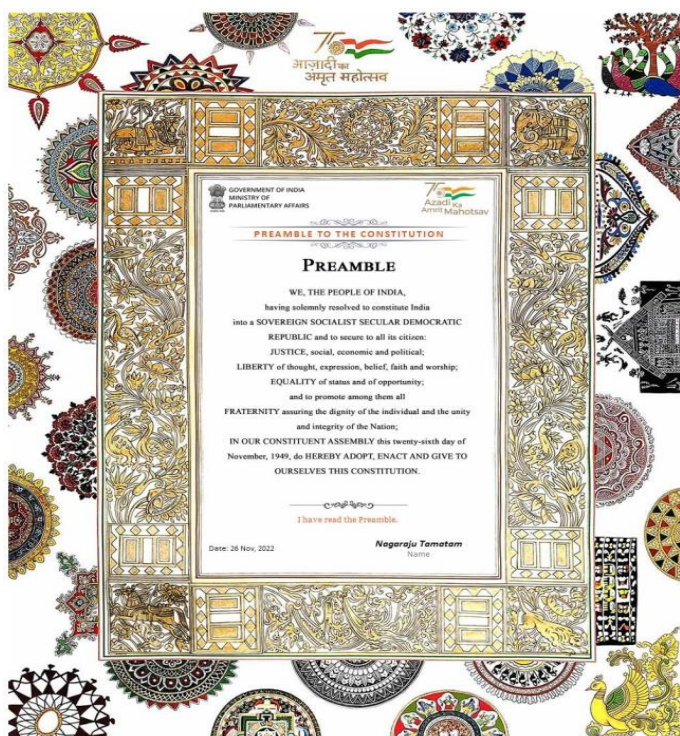 75
आज़ादी का
अमृत महोत्सव
GOVERNMENT OF INDIA
MINISTRY OF
PARLIAMENTARY AFFAIRS
75
Azadi Ka
Amrit Mahotsav
PREAMBLE TO THE CONSTITUTION
PREAMBLE
WE, THE PEOPLE OF INDIA,
having solemnly resolved to constitute India
into a SOVEREIGN SOCIALIST SECULAR DEMOCRATIC
REPUBLIC and to secure to all its citizen:
JUSTICE, social, economic and political;
LIBERTY of thought, expression, belief, faith and worship;
EQUALITY of status and of opportunity;
and to promote among them all
FRATERNITY assuring the dignity of the individual and the unity
and integrity of the Nation;
IN OUR CONSTITUENT ASSEMBLY this twenty-sixth day of
November, 1949, do HEREBY ADOPT, ENACT AND GIVE TO
OURSELVES THIS CONSTITUTION.
I have read the Preamble.
Date: 26 Nov, 2022
Nagaraju Tamatam
Name